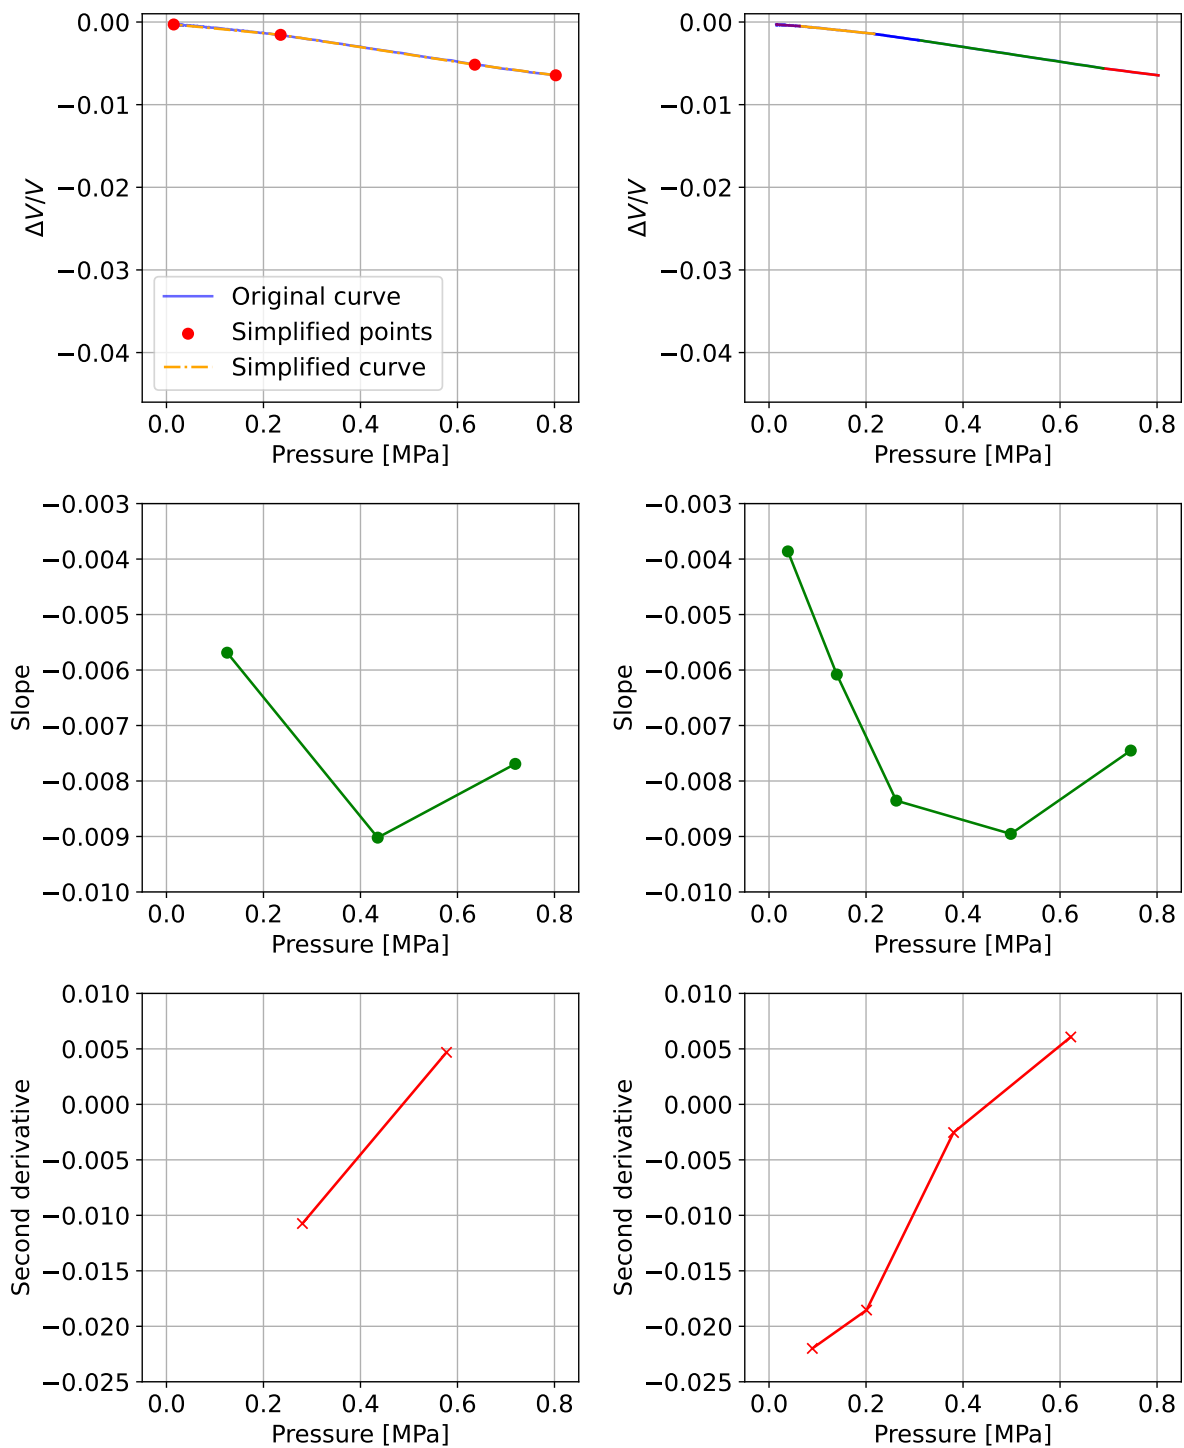 0.00
−0.01
−0.02
−0.03
−0.04
ΔV/V
Original curve
Simplified points
Simplified curve
0.0 0.2 0.4 0.6 0.8
Pressure [MPa]
0.00
−0.01
−0.02
−0.03
−0.04
ΔV/V
0.0 0.2 0.4 0.6 0.8
Pressure [MPa]
−0.003
−0.004
−0.005
−0.006
−0.007
−0.008
−0.009
−0.010
Slope
0.0 0.2 0.4 0.6 0.8
Pressure [MPa]
−0.003
−0.004
−0.005
−0.006
−0.007
−0.008
−0.009
−0.010
Slope
0.0 0.2 0.4 0.6 0.8
Pressure [MPa]
0.010
0.005
0.000
−0.005
−0.010
−0.015
−0.020
−0.025
Second derivative
0.0 0.2 0.4 0.6 0.8
Pressure [MPa]
0.010
0.005
0.000
−0.005
−0.010
−0.015
−0.020
−0.025
Second derivative
0.0 0.2 0.4 0.6 0.8
Pressure [MPa]